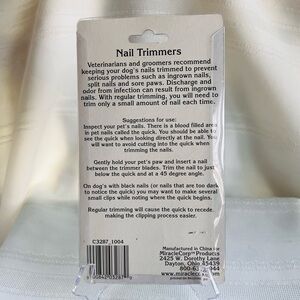 Nail Trimmers
Veterinarians and groomers recommend
keeping your dog's nails trimmed to prevent
serious problems such as ingrown nails,
split nails and sore paws. Discharge and
odor from infection can result from ingrown
nails. With regular trimming, you will need to
trim only a small amount of nail each time.
Suggestions for use:
Inspect your pet's nails. There is a blood filled area
in pet nails called the quick. You should be able to
see the quick when looking directly at the nail. You
will want to avoid cutting into the quick when
trimming the nails.
Gently hold your pet's paw and insert a nail
between the trimmer blades. Trim the nail to just
below the quick and at a 45 degree angle.
On dog's with black nails (or nails that are too dark
to notice the quick) you may want to make several
small clips while noting where the quick begins.
Regular trimming will cause the quick to recede,
making the clipping process easier.
C3287_1004
Manufactured in China for
MiracleCorp Products
2425 W. Dorothy Lane
Dayton, Ohio 45439